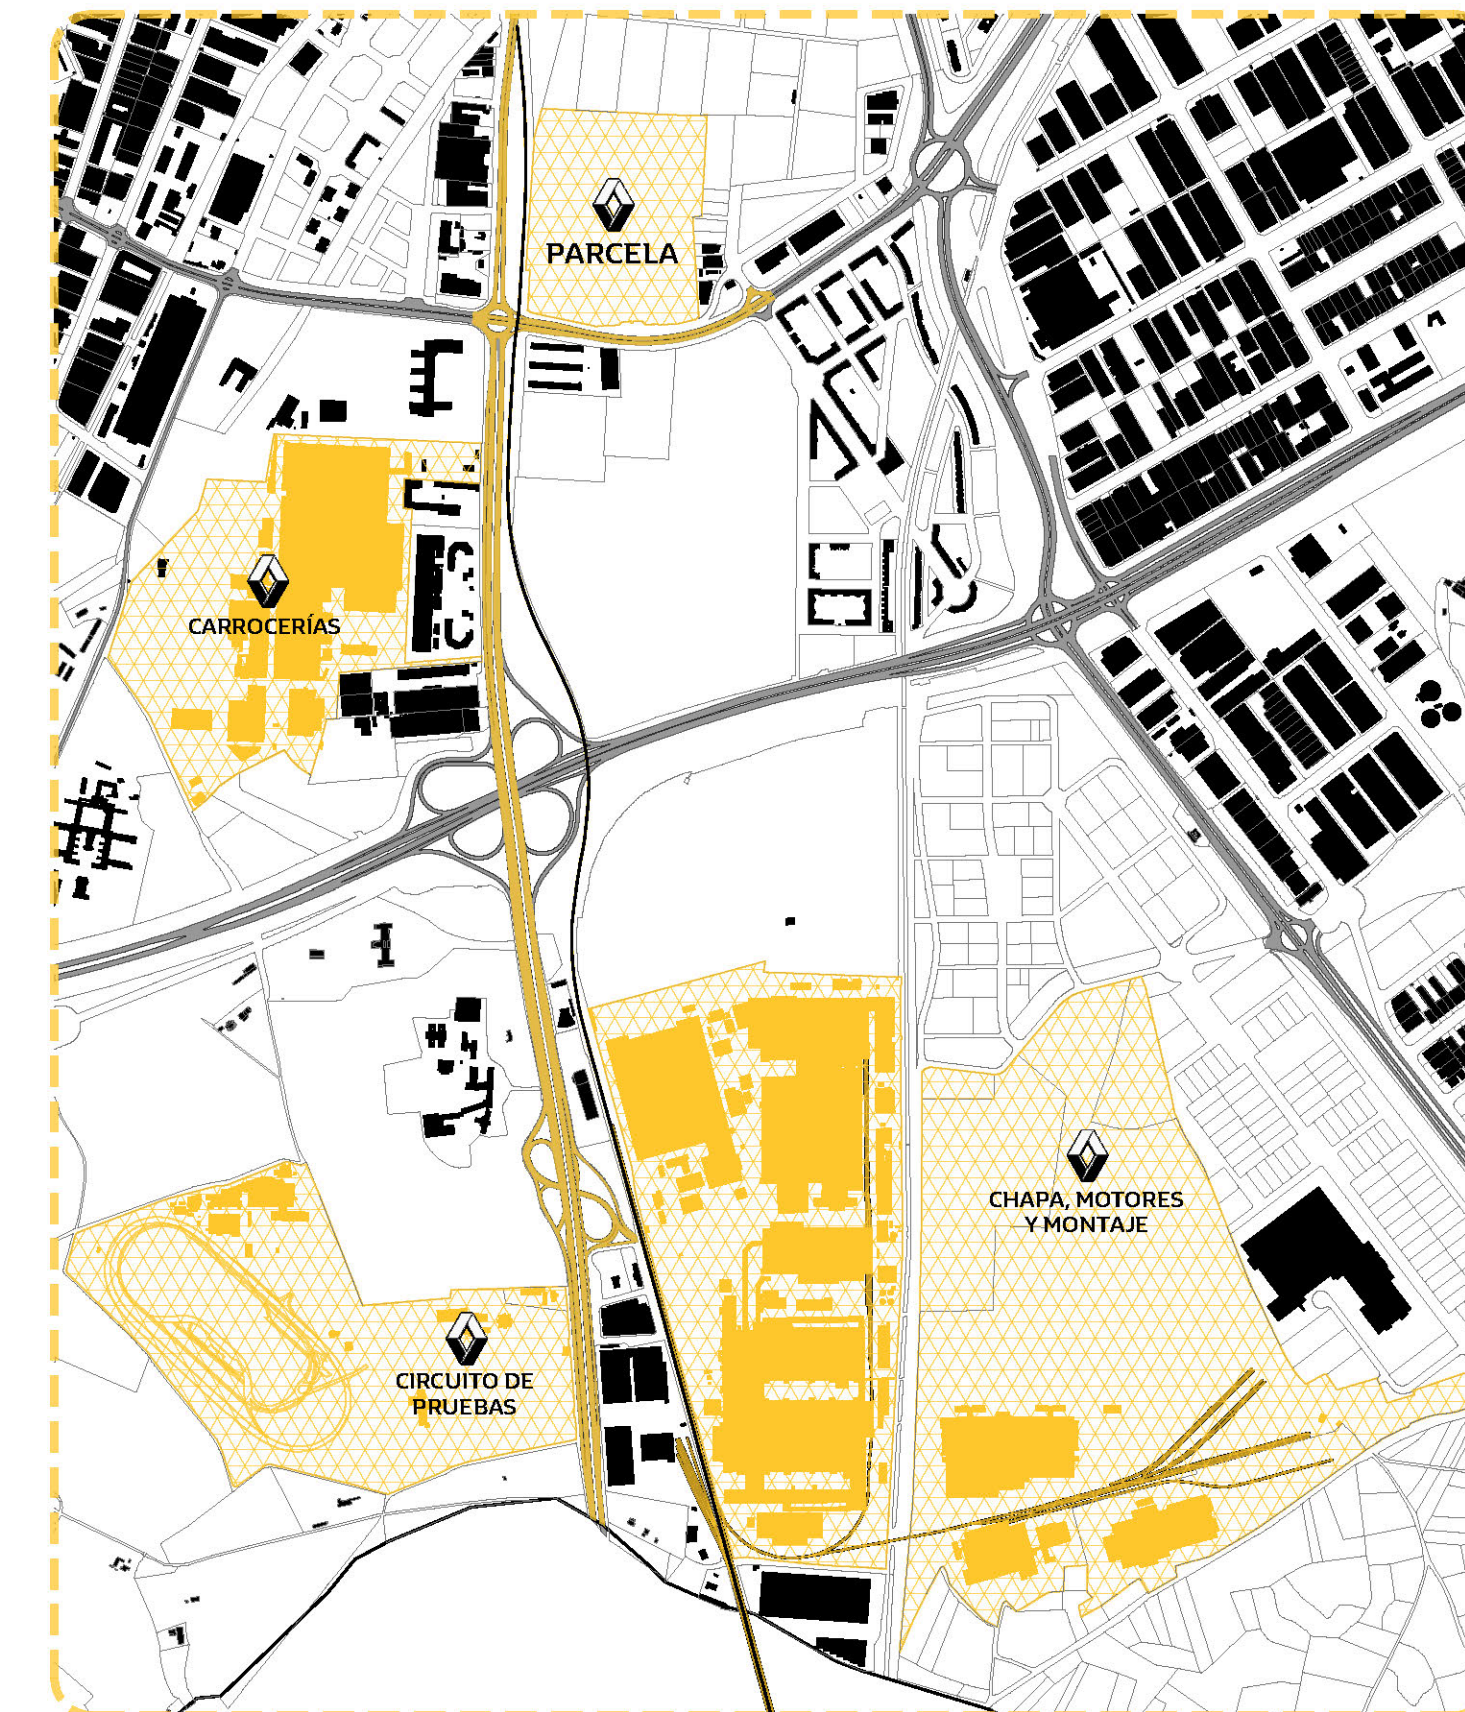 PARCELA
CARROCERÍAS
CHAPA, MOTORES
Y MONTAJE
CIRCUITO DE
PRUEBAS